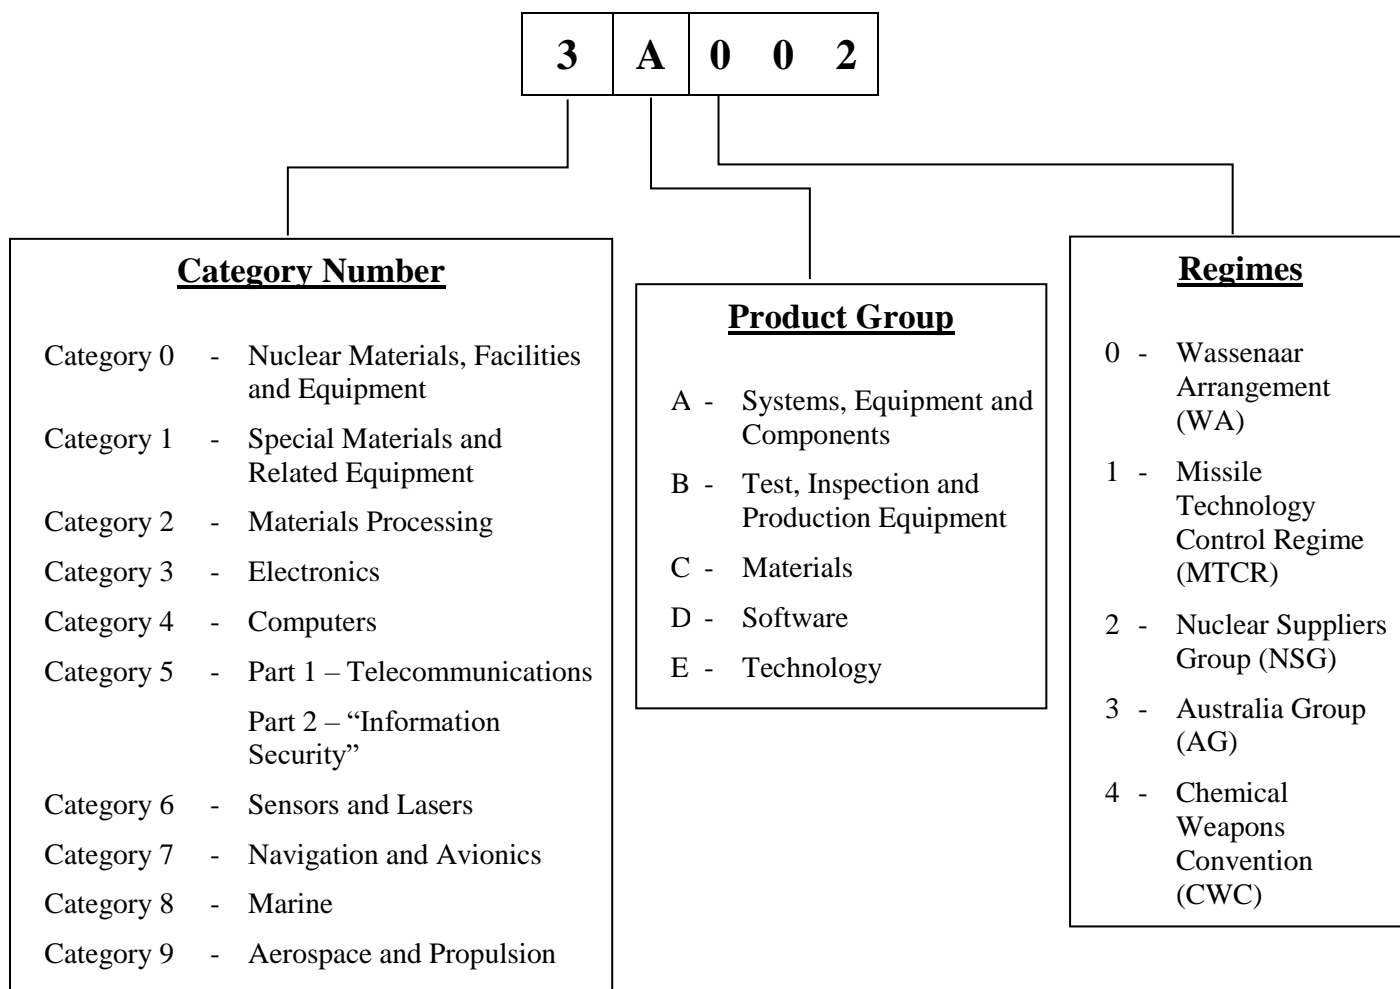 3 A 0 0 2
Category Number
Category 0 - Nuclear Materials, Facilities
and Equipment
Category 1 - Special Materials and
Related Equipment
Category 2 - Materials Processing
Category 3 - Electronics
Category 4 - Computers
Category 5 - Part 1 – Telecommunications
Part 2 – “Information
Security”
Category 6 - Sensors and Lasers
Category 7 - Navigation and Avionics
Category 8 - Marine
Category 9 - Aerospace and Propulsion
Product Group
A - Systems, Equipment and
Components
B - Test, Inspection and
Production Equipment
C - Materials
D - Software
E - Technology
Regimes
0 - Wassenaar
Arrangement
(WA)
1 - Missile
Technology
Control Regime
(MTCR)
2 - Nuclear Suppliers
Group (NSG)
3 - Australia Group
(AG)
4 - Chemical
Weapons
Convention
(CWC)